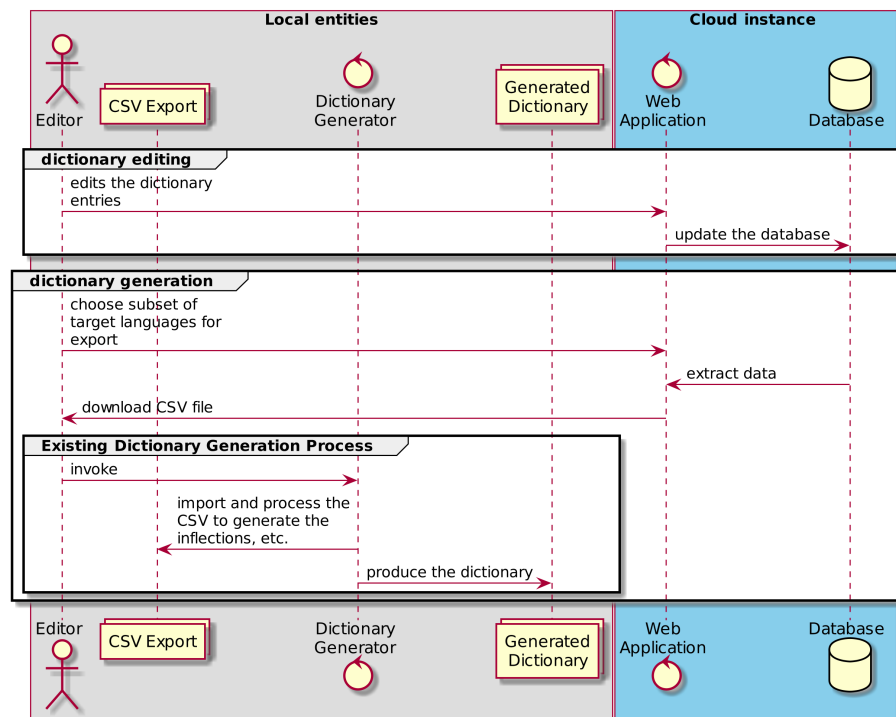 Local entities
Cloud instance
Editor
CSV Export
Dictionary
Generator
Generated
Dictionary
Web
Application
Database
dictionary editing
edits the dictionary
entries
update the database
dictionary generation
choose subset of
target languages for
export
extract data
download CSV file
Existing Dictionary Generation Process
invoke
import and process the
CSV to generate the
inflections, etc.
produce the dictionary
Editor
CSV Export
Dictionary
Generator
Generated
Dictionary
Web
Application
Database